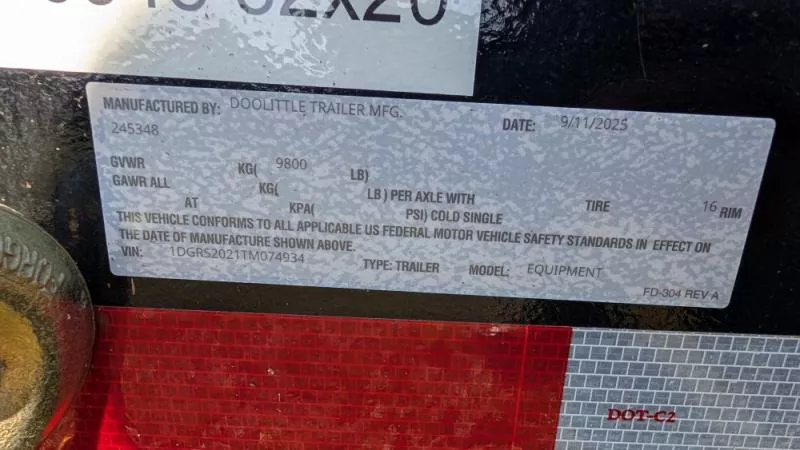 82X20
MANUFACTURED BY: DOOLITTLE TRAILER MFG. DATE: 9/11/2025
245348
GVWR KG( 9800 LB)
GAWR ALL KG( LB) PER AXLE WITH TIRE 16 RIM
AT KPA( PSI) COLD SINGLE
THIS VEHICLE CONFORMS TO ALL APPLICABLE US FEDERAL MOTOR VEHICLE SAFETY STANDARDS IN EFFECT ON
THE DATE OF MANUFACTURE SHOWN ABOVE.
VIN: 1DGRS2021TM074934 TYPE: TRAILER MODEL: EQUIPMENT
FD-304 REV A
DOT-C2